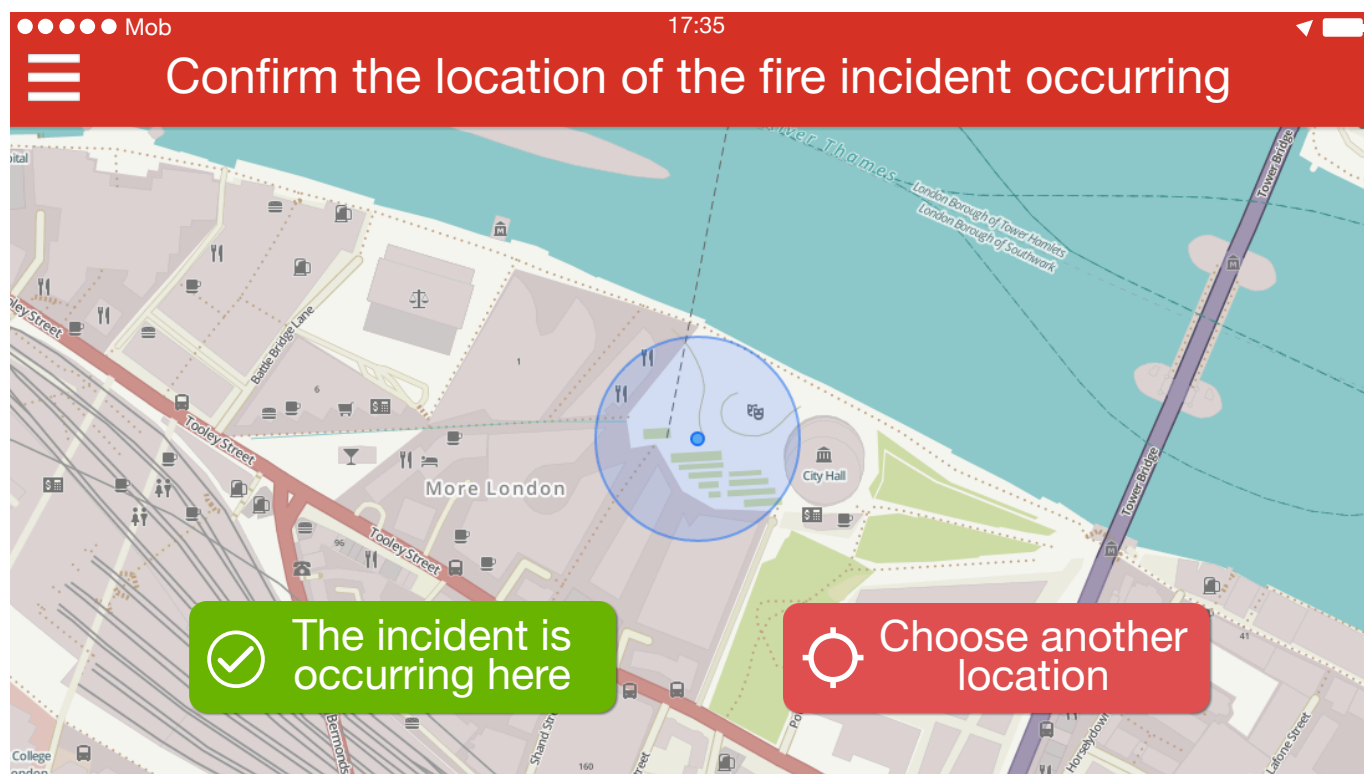 Mob
17:35
Confirm the location of the fire incident occurring
River Thames
London Borough of Tower Hamlets
London Borough of Southwark
Tower Bridge
Tooley Street
Battle Bridge Lane
1
6
Tooley Street
More London
City Hall
Tower Bridge
96
Tooley Street
The incident is
occurring here
Choose another
location
41
Shand
160
College
London
Horselydown
Lafone Street